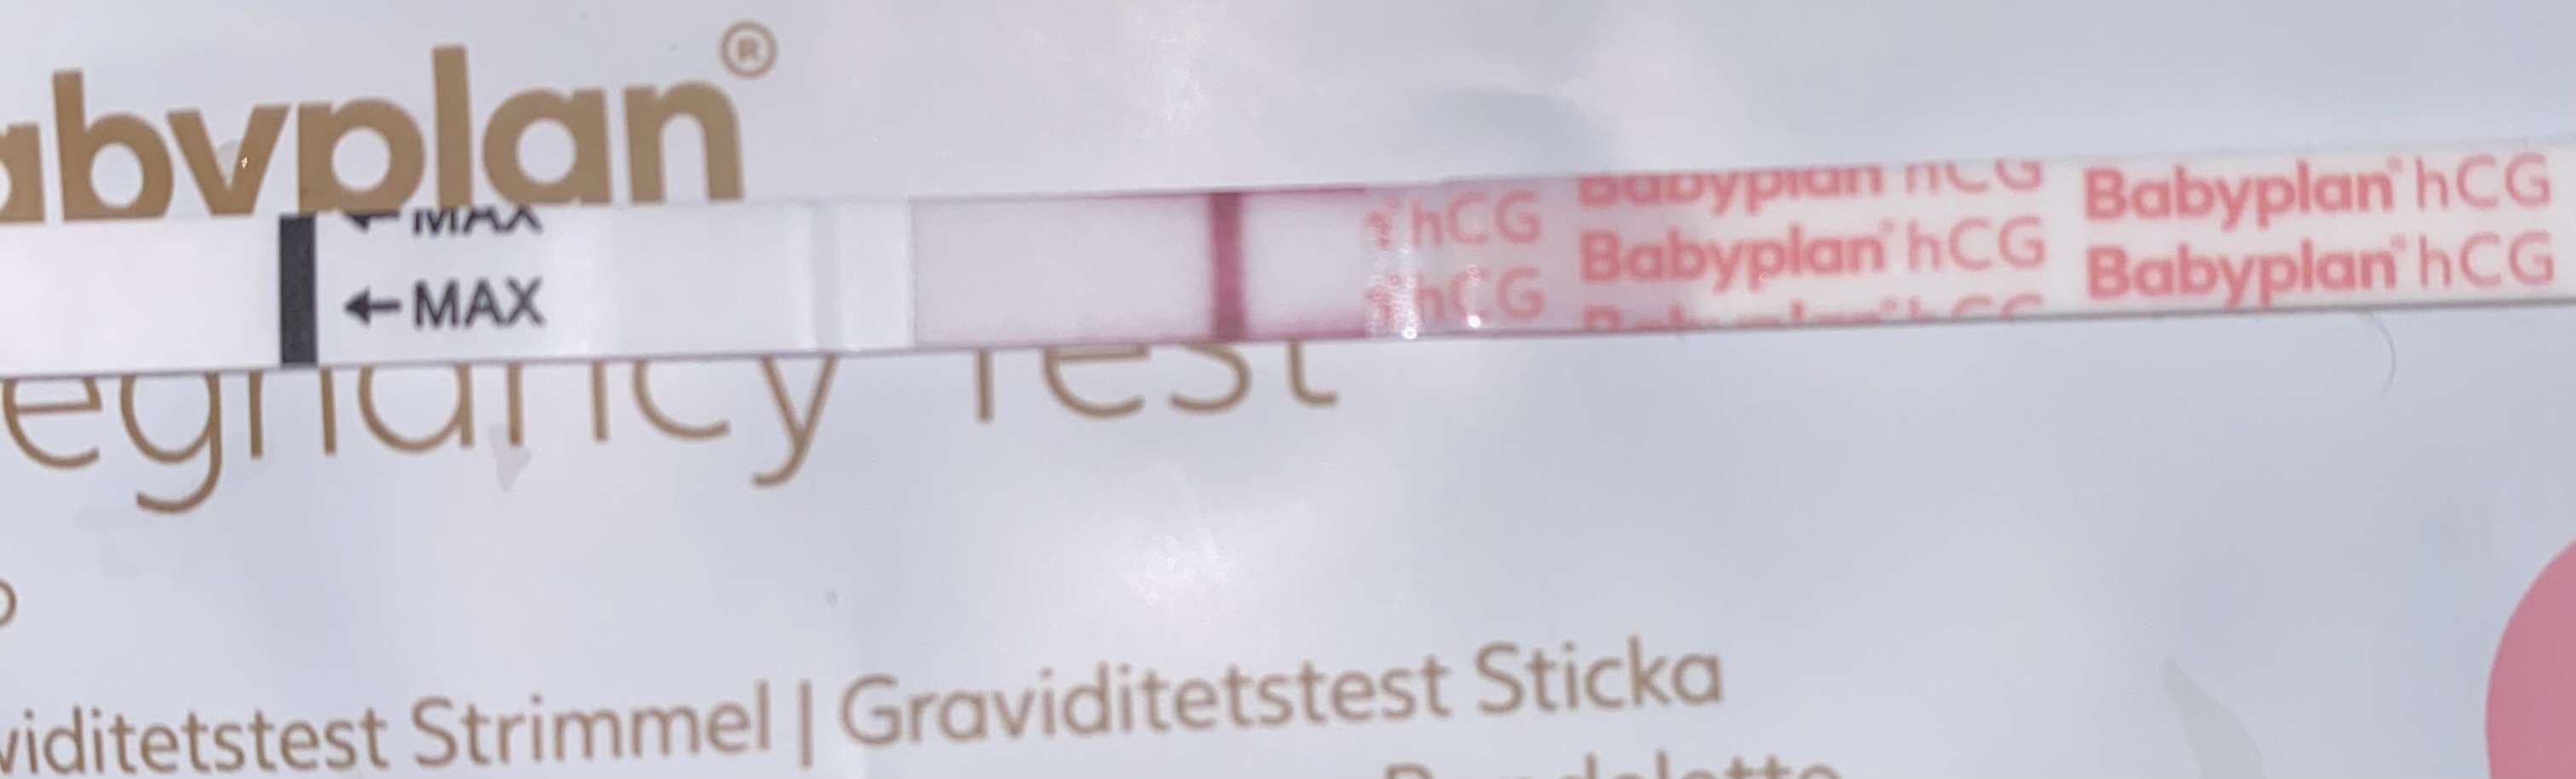 abyplan®
←MAX
←MAX
hCG Babyplan hCG Babyplan® hCG
hCG Babyplan® hCG Babyplan® hCG
egnancy Test
viditetstest Strimmel | Graviditetstest Sticka